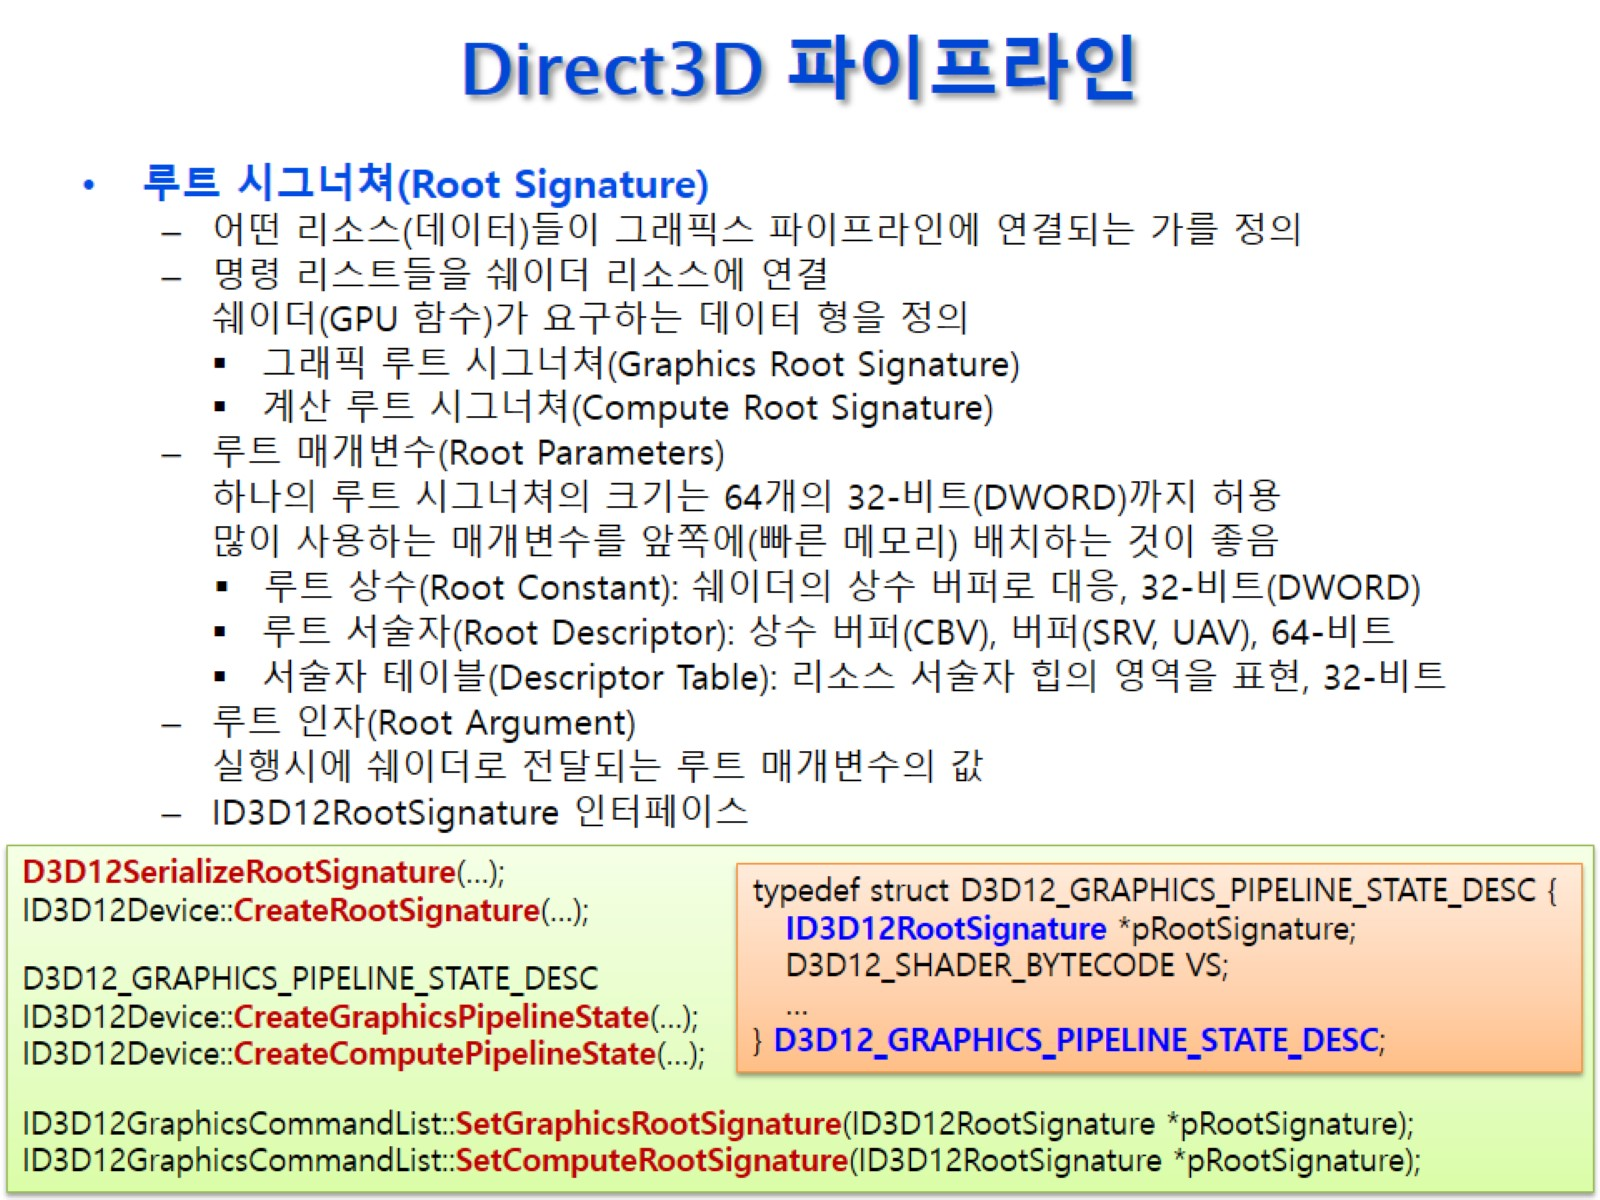 Direct3D 파이프라인
• 루트 시그너쳐(Root Signature)
– 어떤 리소스(데이터)들이 그래픽스 파이프라인에 연결되는 가를 정의
– 명령 리스트들을 쉐이더 리소스에 연결
쉐이더(GPU 함수)가 요구하는 데이터 형을 정의
▪ 그래픽 루트 시그너쳐(Graphics Root Signature)
▪ 계산 루트 시그너쳐(Compute Root Signature)
– 루트 매개변수(Root Parameters)
하나의 루트 시그너쳐의 크기는 64개의 32-비트(DWORD)까지 허용
많이 사용하는 매개변수를 앞쪽에(빠른 메모리) 배치하는 것이 좋음
▪ 루트 상수(Root Constant): 쉐이더의 상수 버퍼로 대응, 32-비트(DWORD)
▪ 루트 서술자(Root Descriptor): 상수 버퍼(CBV), 버퍼(SRV, UAV), 64-비트
▪ 서술자 테이블(Descriptor Table): 리소스 서술자 힙의 영역을 표현, 32-비트
– 루트 인자(Root Argument)
실행시에 쉐이더로 전달되는 루트 매개변수의 값
– ID3D12RootSignature 인터페이스
D3D12SerializeRootSignature(...);
ID3D12Device::CreateRootSignature(...);
D3D12_GRAPHICS_PIPELINE_STATE_DESC
ID3D12Device::CreateGraphicsPipelineState(...);
ID3D12Device::CreateComputePipelineState(...);
typedef struct D3D12_GRAPHICS_PIPELINE_STATE_DESC {
ID3D12RootSignature *pRootSignature;
D3D12_SHADER_BYTECODE VS;
...
} D3D12_GRAPHICS_PIPELINE_STATE_DESC;
ID3D12GraphicsCommandList::SetGraphicsRootSignature(ID3D12RootSignature *pRootSignature);
ID3D12GraphicsCommandList::SetComputeRootSignature(ID3D12RootSignature *pRootSignature);